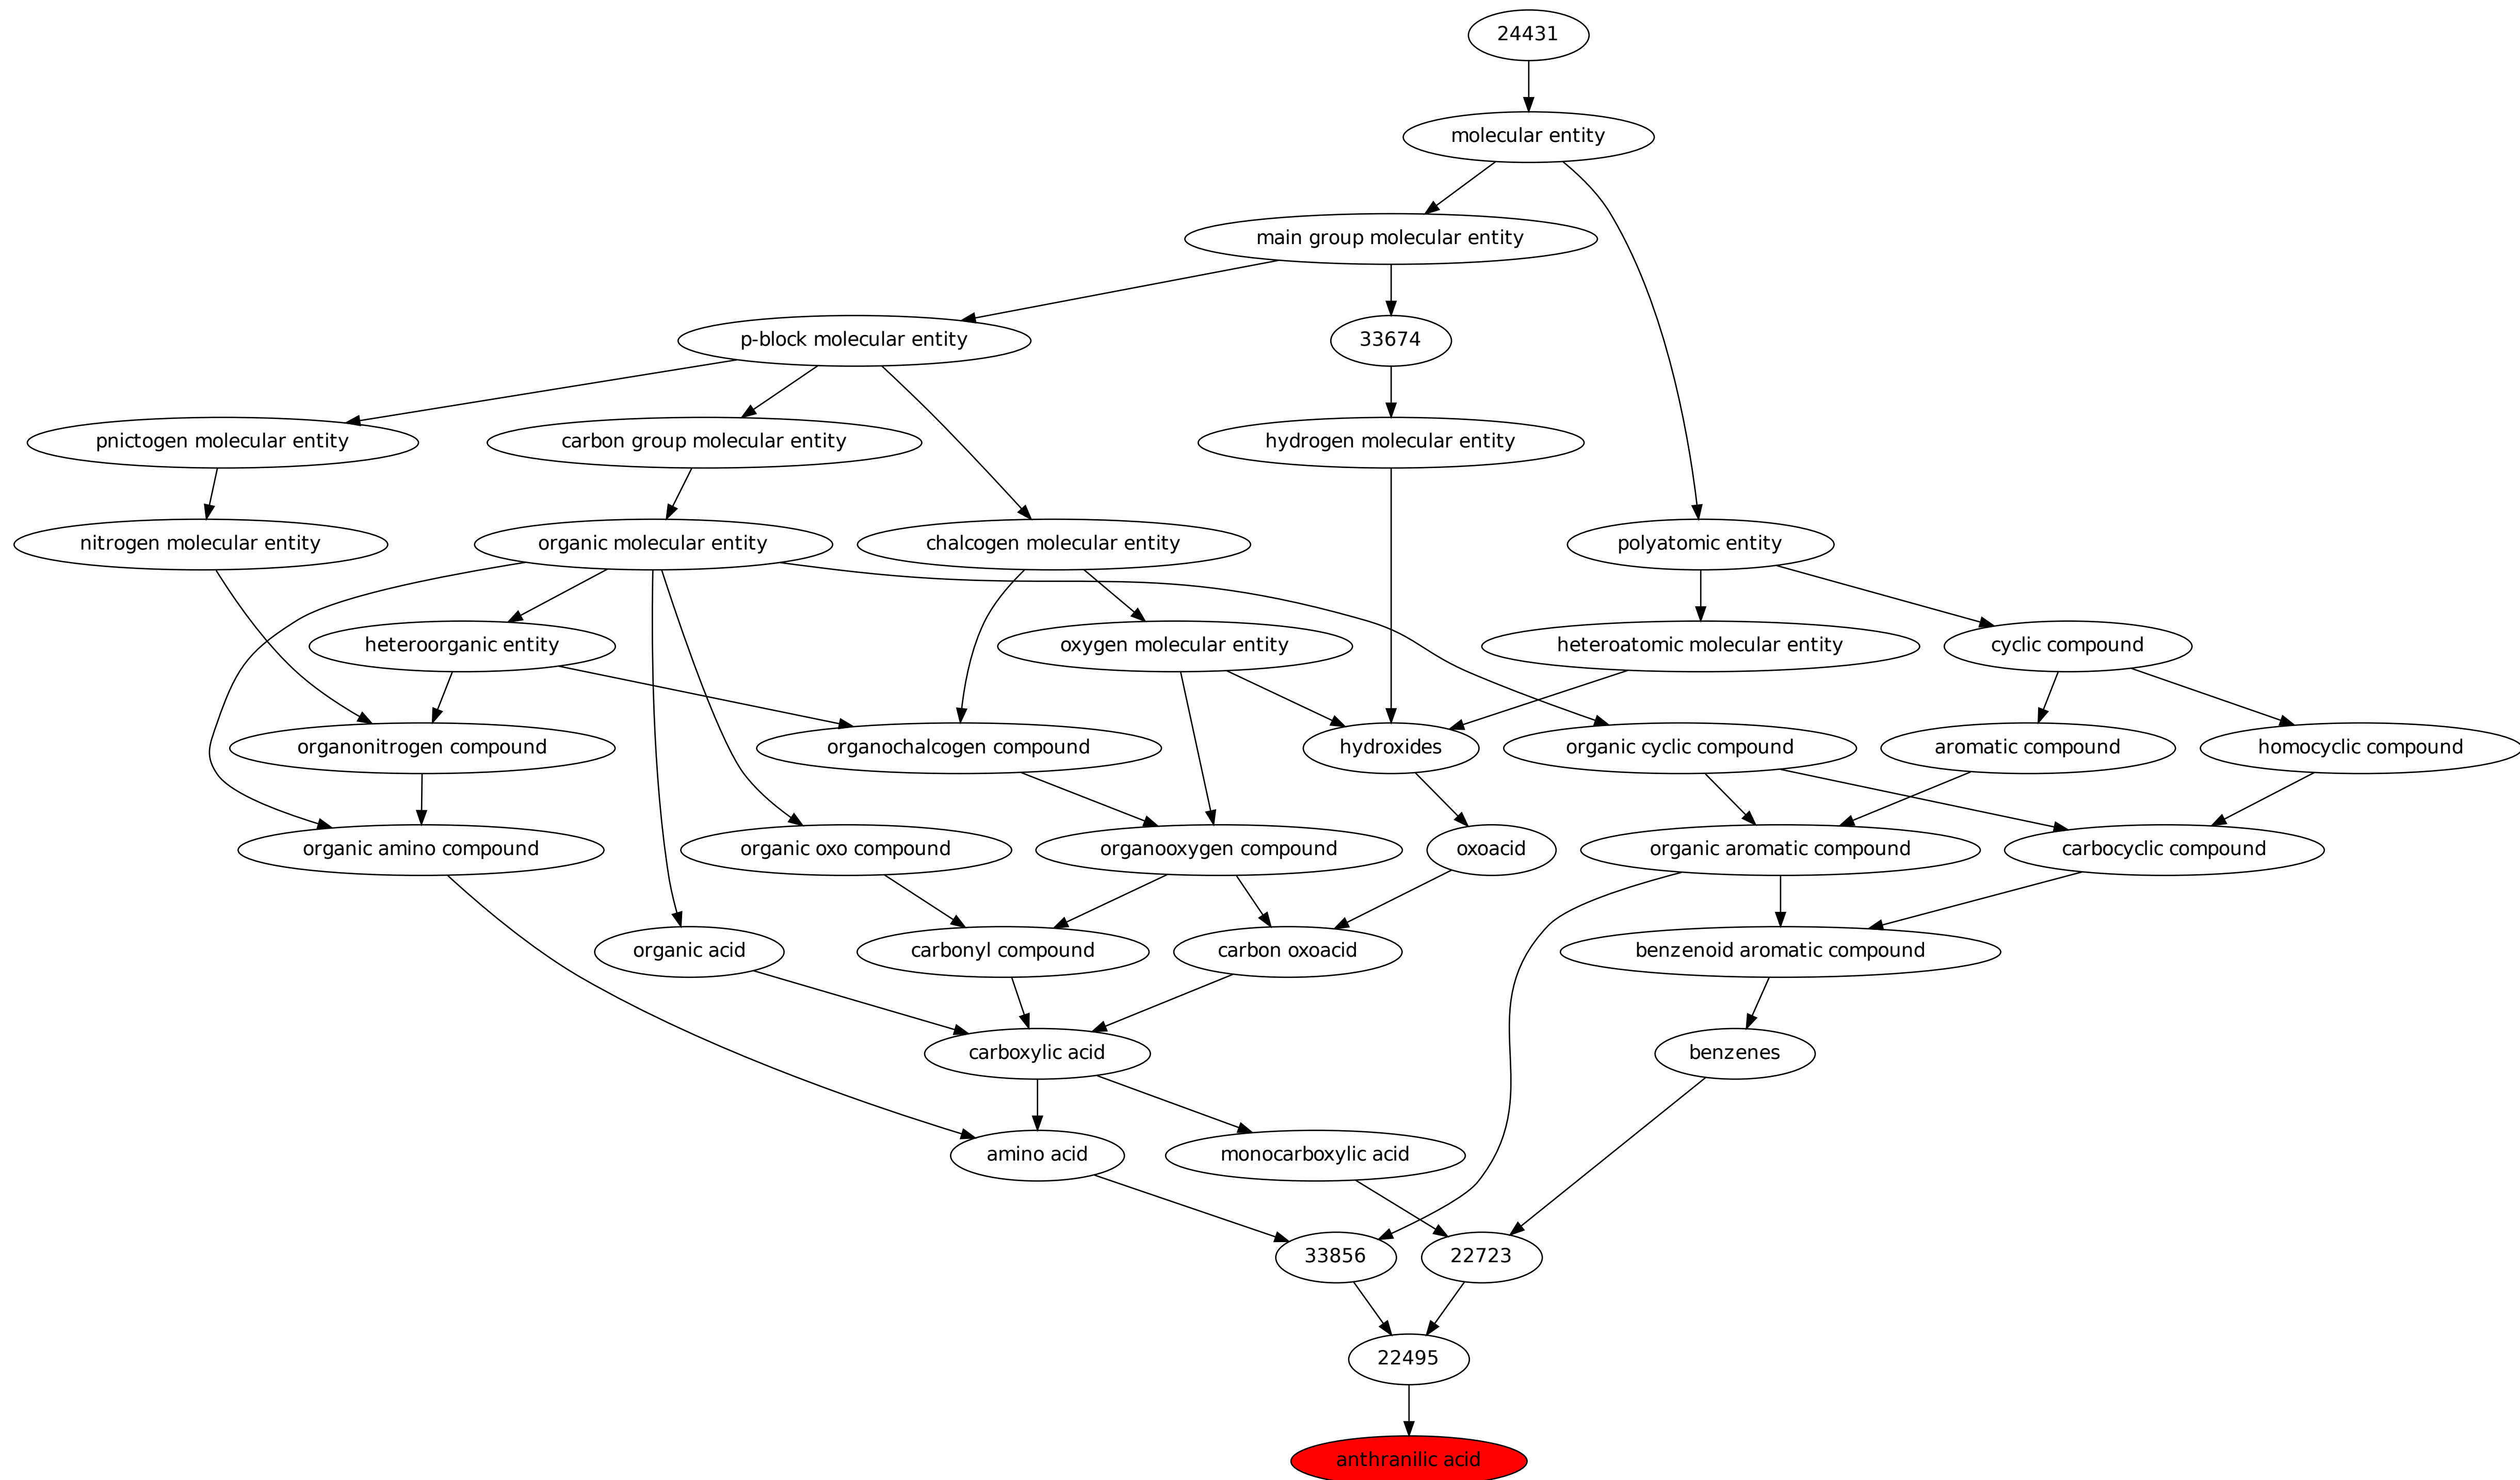 24431
molecular entity
main group molecular entity
p-block molecular entity
33674
pnictogen molecular entity
carbon group molecular entity
hydrogen molecular entity
nitrogen molecular entity
organic molecular entity
chalcogen molecular entity
polyatomic entity
heteroorganic entity
oxygen molecular entity
heteroatomic molecular entity
cyclic compound
organonitrogen compound
organochalcogen compound
hydroxides
organic cyclic compound
aromatic compound
homocyclic compound
organic amino compound
organic oxo compound
organooxygen compound
oxoacid
organic aromatic compound
carbocyclic compound
organic acid
carbonyl compound
carbon oxoacid
benzenoid aromatic compound
carboxylic acid
benzenes
amino acid
monocarboxylic acid
33856
22723
22495
anthranilic acid